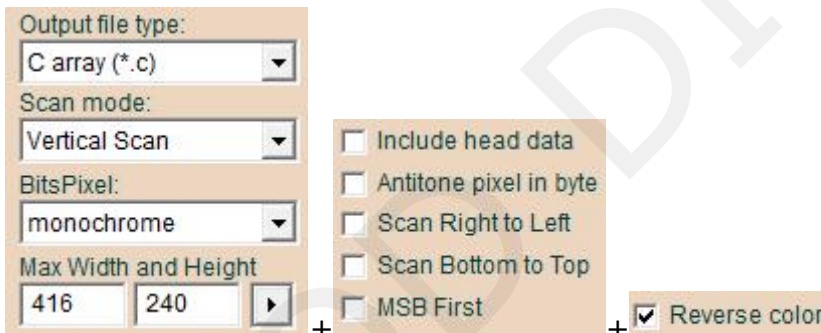 Output file type:
C array (*.c)
Scan mode:
Vertical Scan
BitsPixel:
monochrome
Max Width and Height
416 240
+
Include head data
Antitone pixel in byte
Scan Right to Left
Scan Bottom to Top
MSB First
+
Reverse color